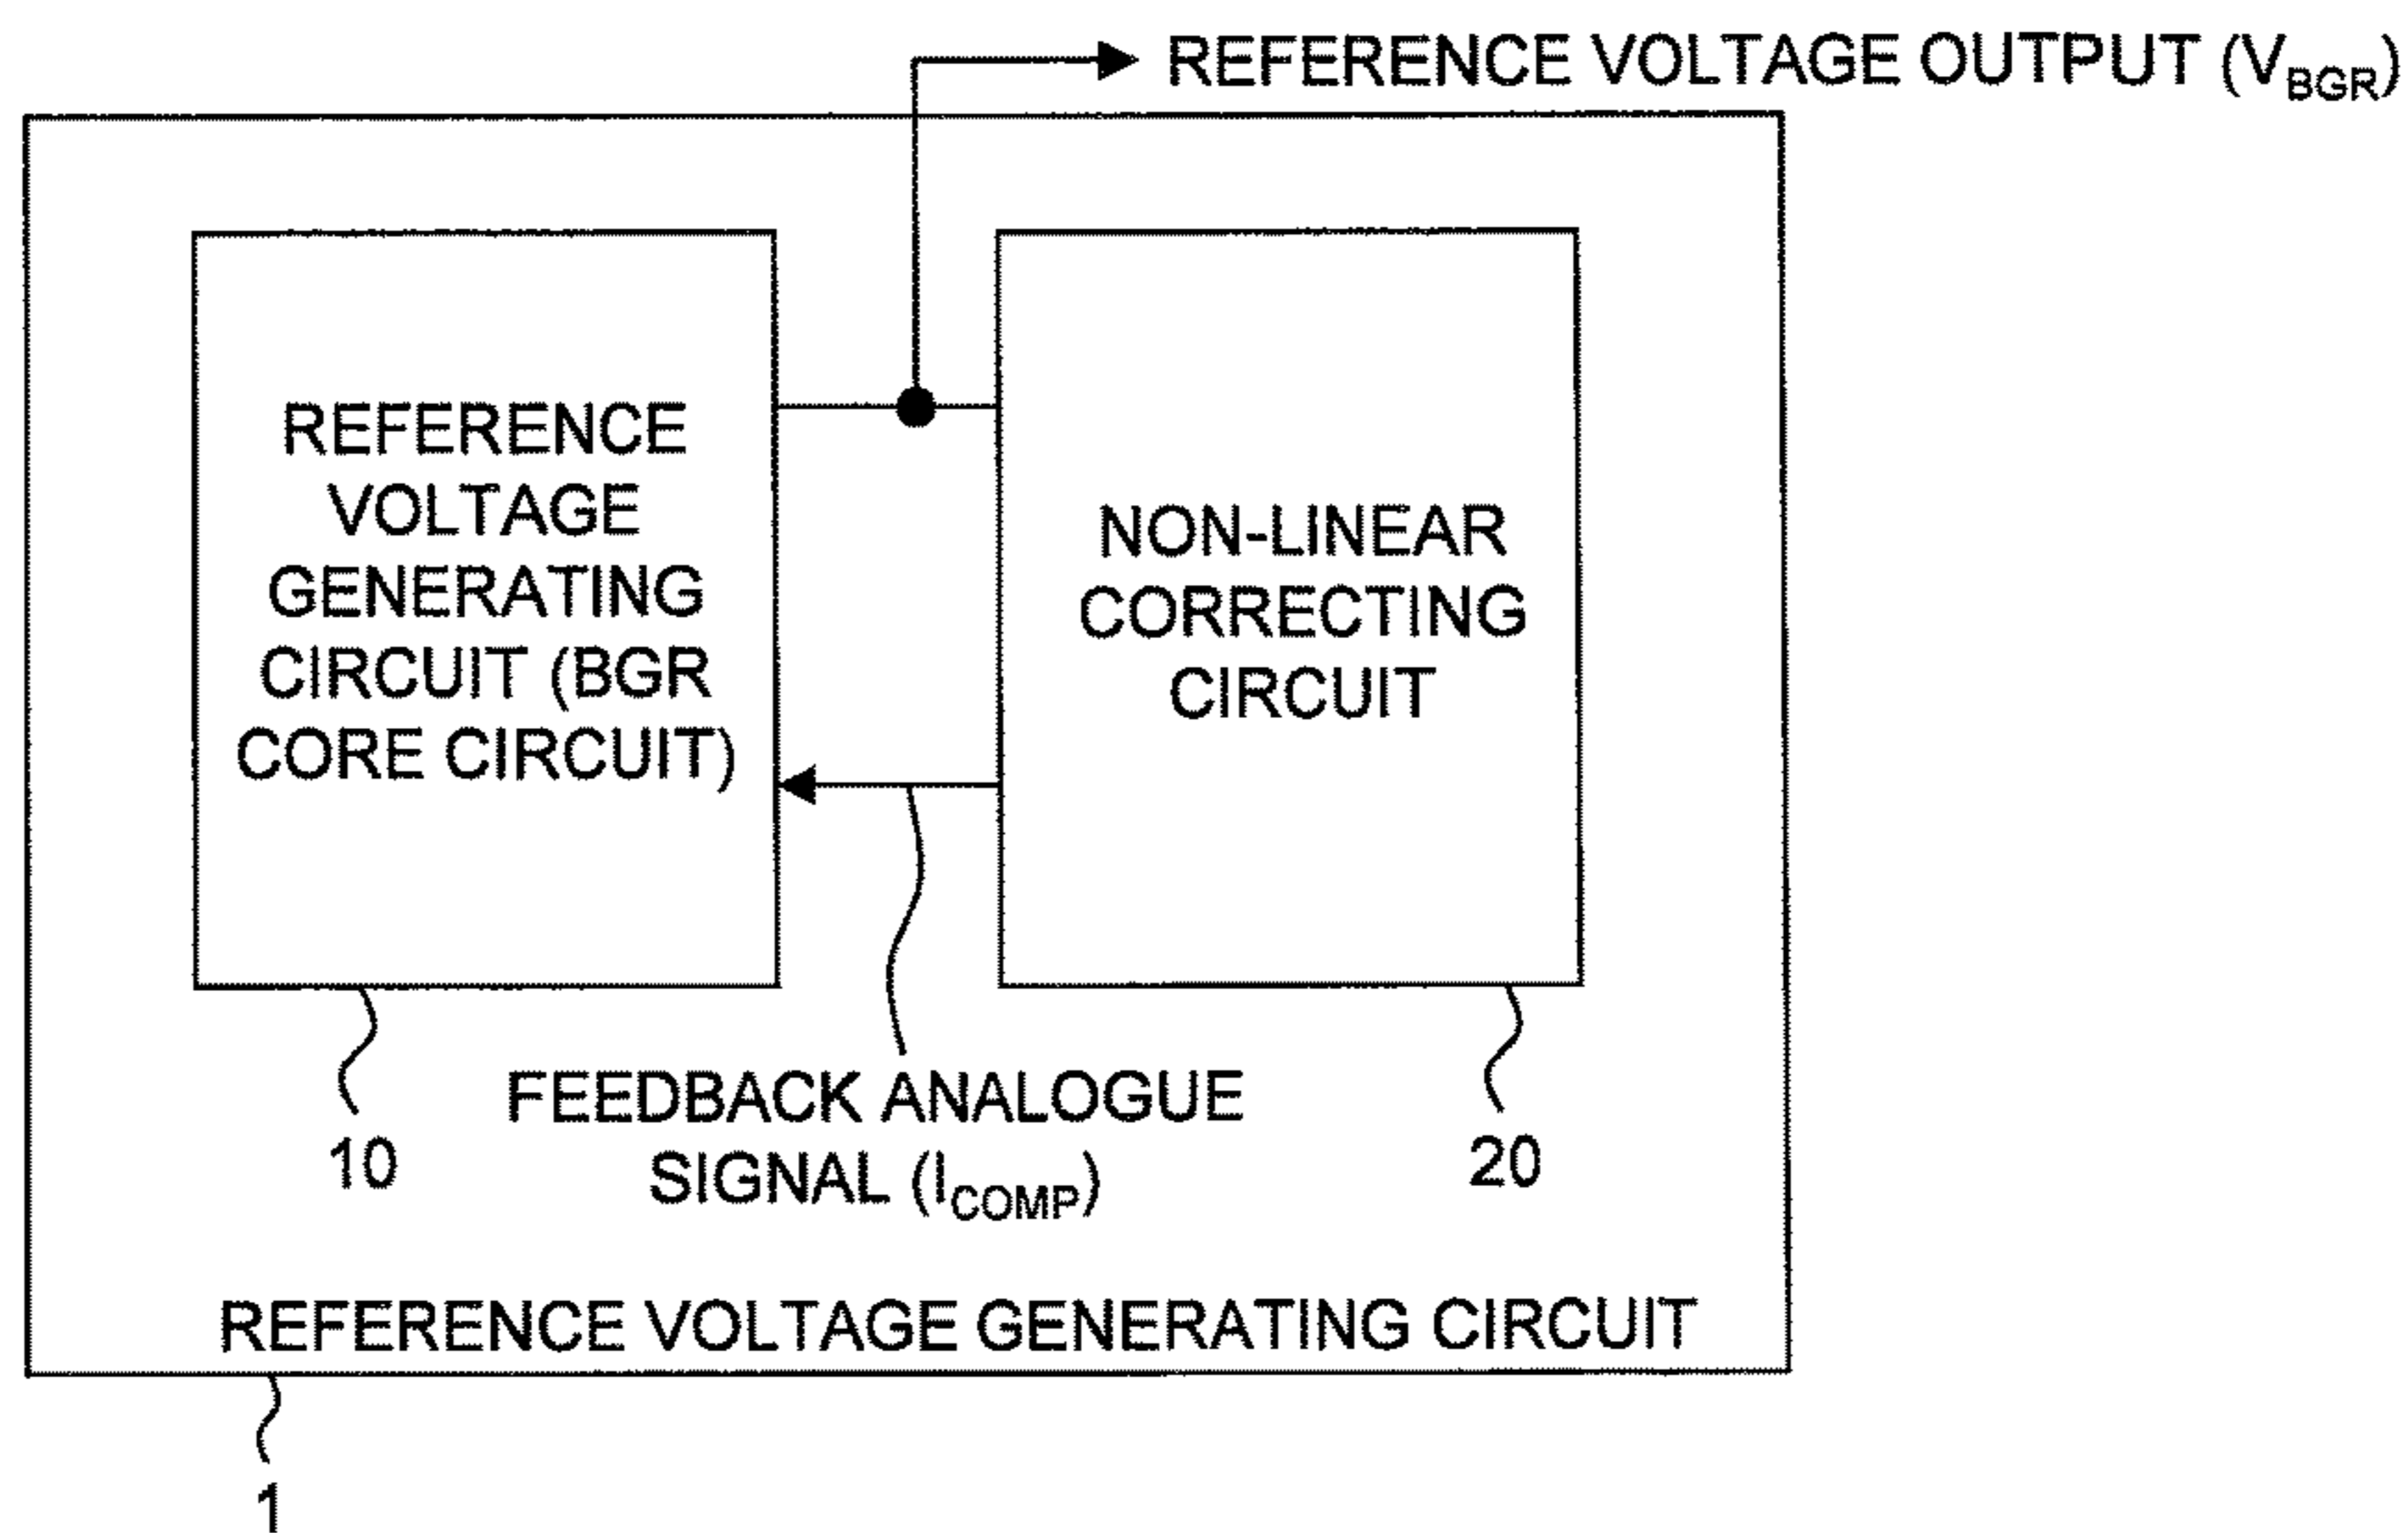 REFERENCE VOLTAGE OUTPUT (VBGR)
REFERENCE
VOLTAGE
GENERATING
CIRCUIT (BGR
CORE CIRCUIT)
NON-LINEAR
CORRECTING
CIRCUIT
FEEDBACK ANALOGUE
SIGNAL (ICOMP)
10
20
REFERENCE VOLTAGE GENERATING CIRCUIT
1